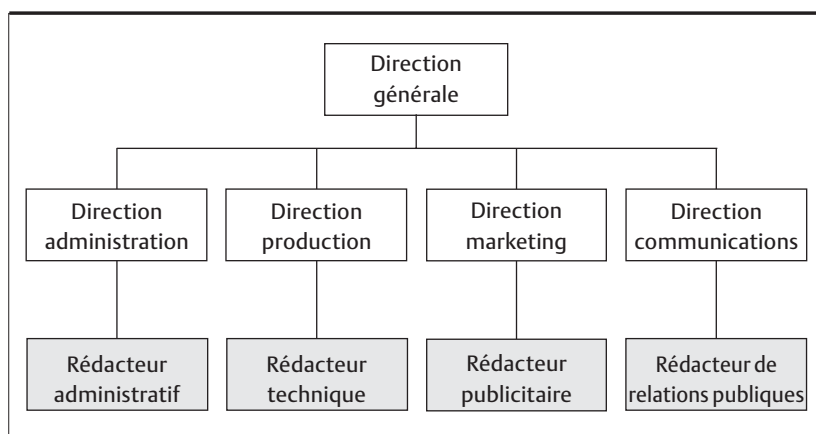 Direction
générale
Direction
administration
Direction
production
Direction
marketing
Direction
communications
Rédacteur
administratif
Rédacteur
technique
Rédacteur
publicitaire
Rédacteur de
relations publiques